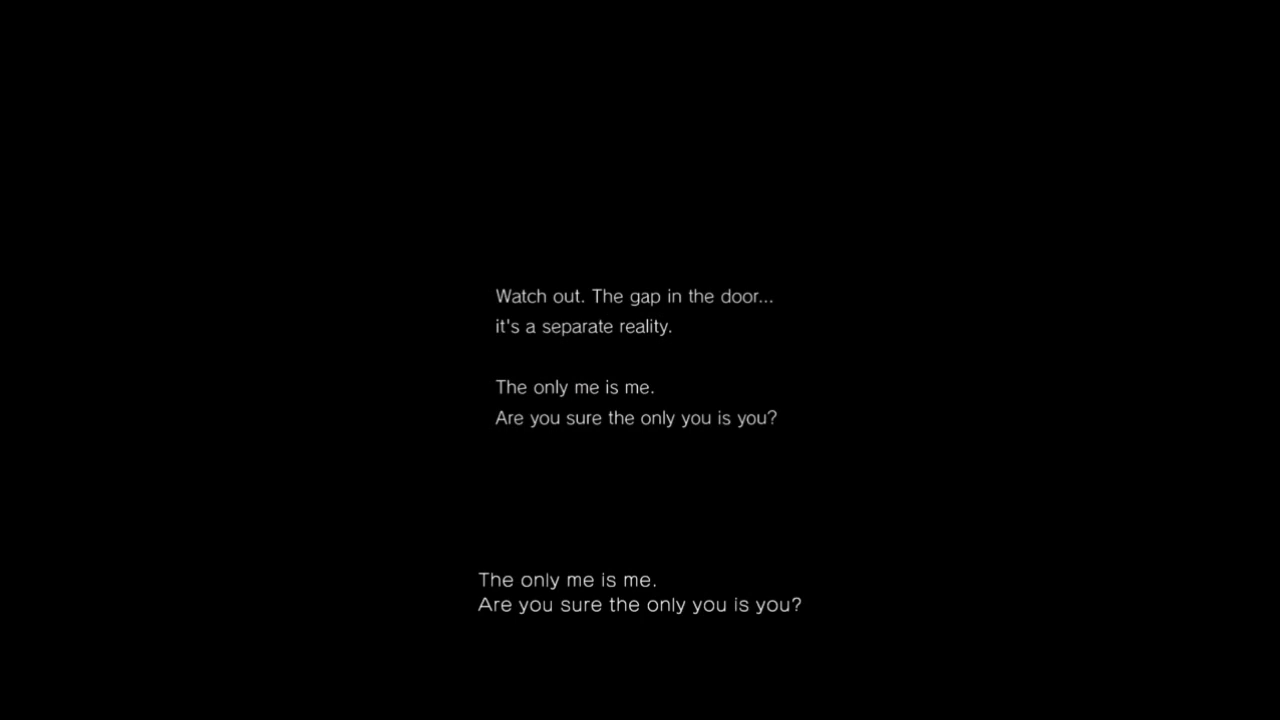 Watch out. The gap in the door...
it's a separate reality.
The only me is me.
Are you sure the only you is you?
The only me is me.
Are you sure the only you is you?